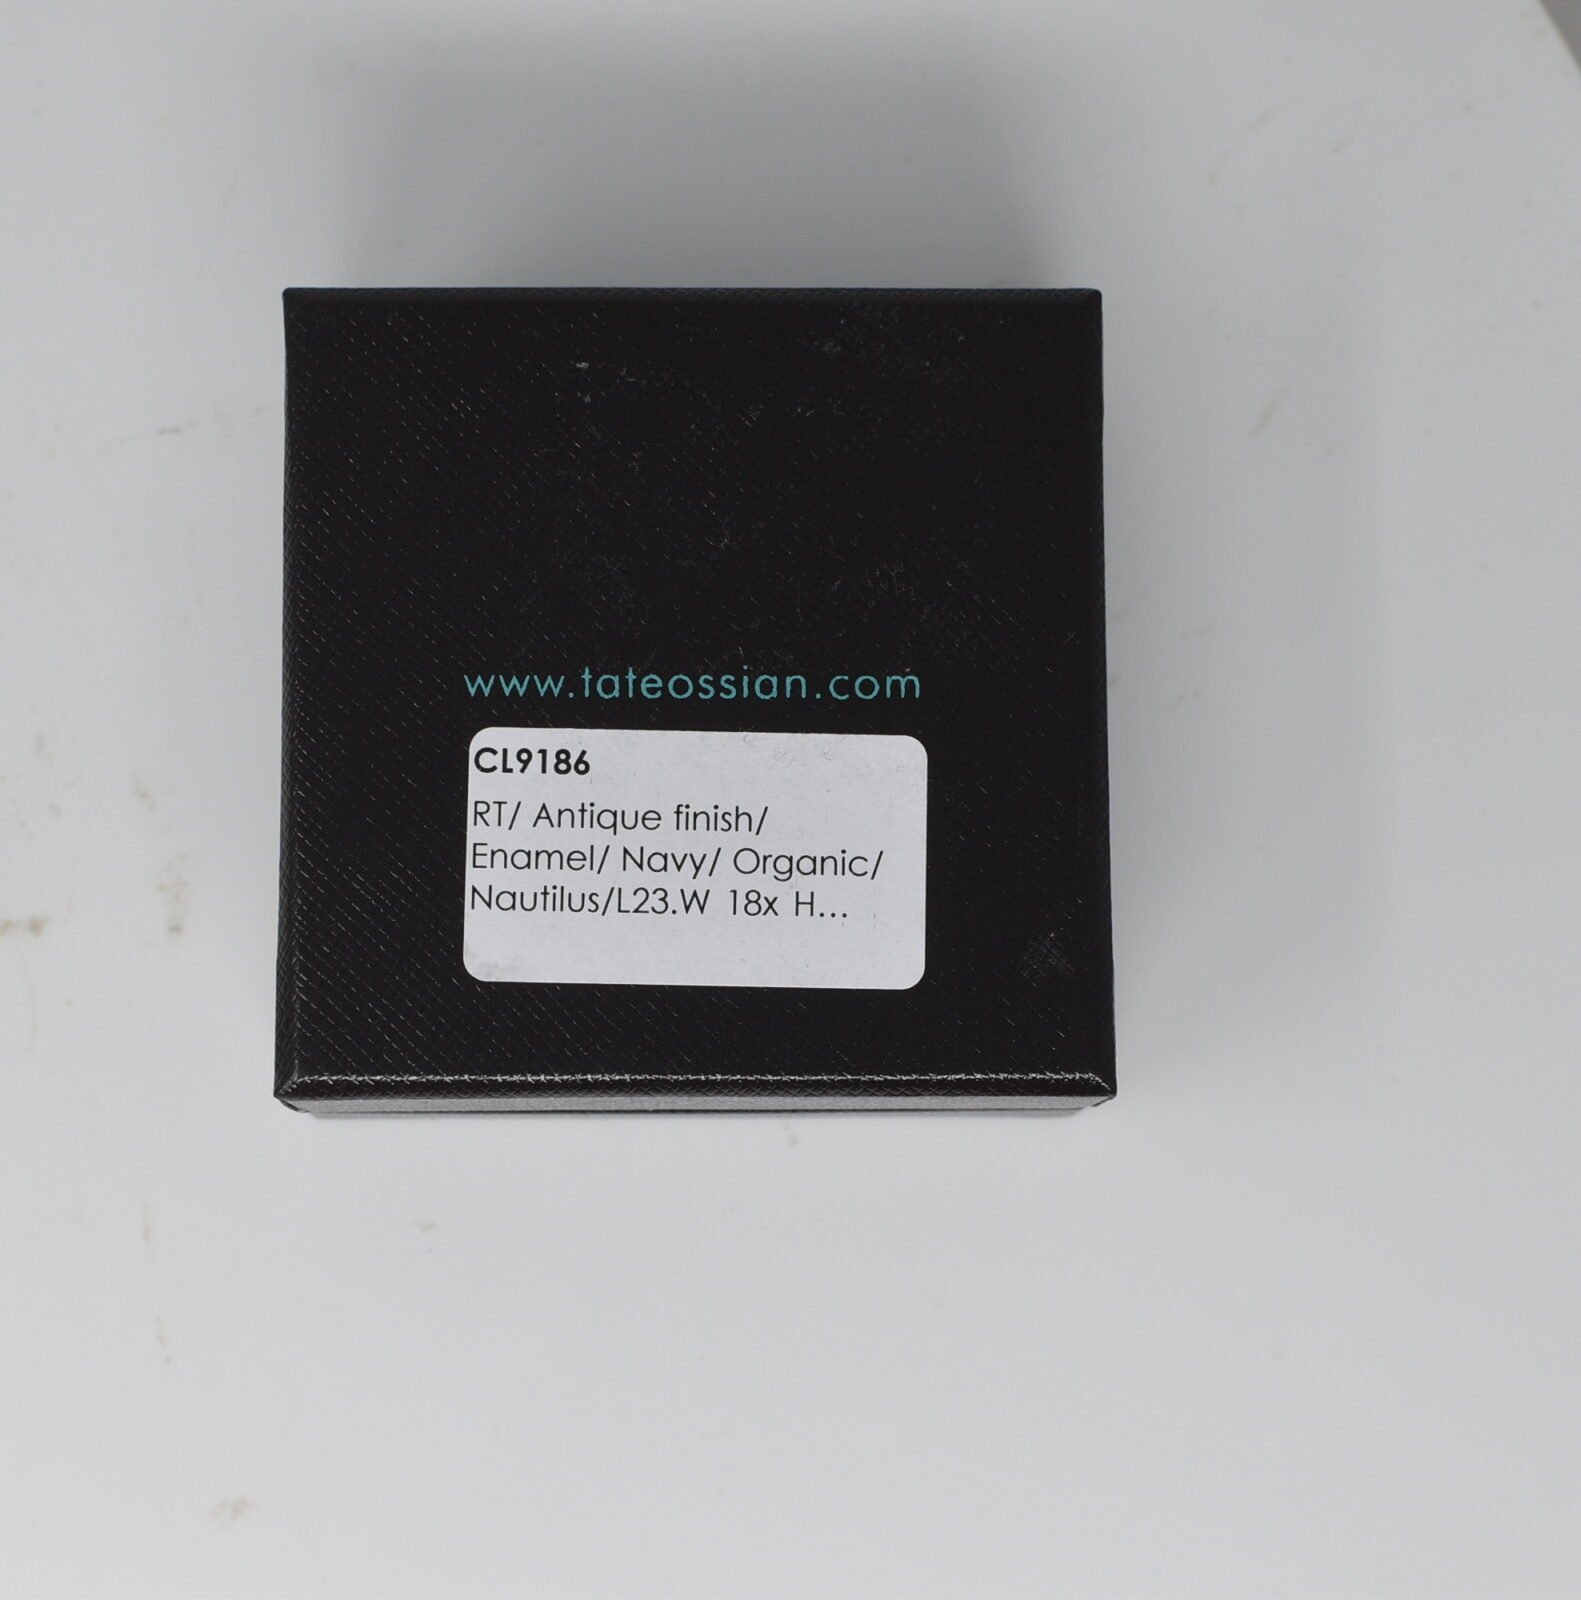 www.tateossian.com
CL9186
RT/ Antique finish/
Enamel/ Navy/ Organic/
Nautilus/L23.W 18x H...